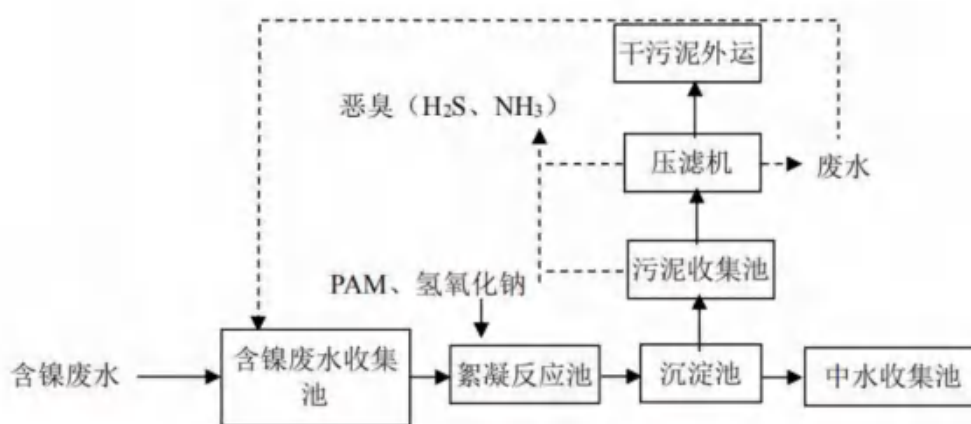 干污泥外运
恶臭（H₂S、NH₃）
压滤机
废水
污泥收集池
PAM、氢氧化钠
含镍废水
含镍废水收集
池
絮凝反应池
沉淀池
中水收集池